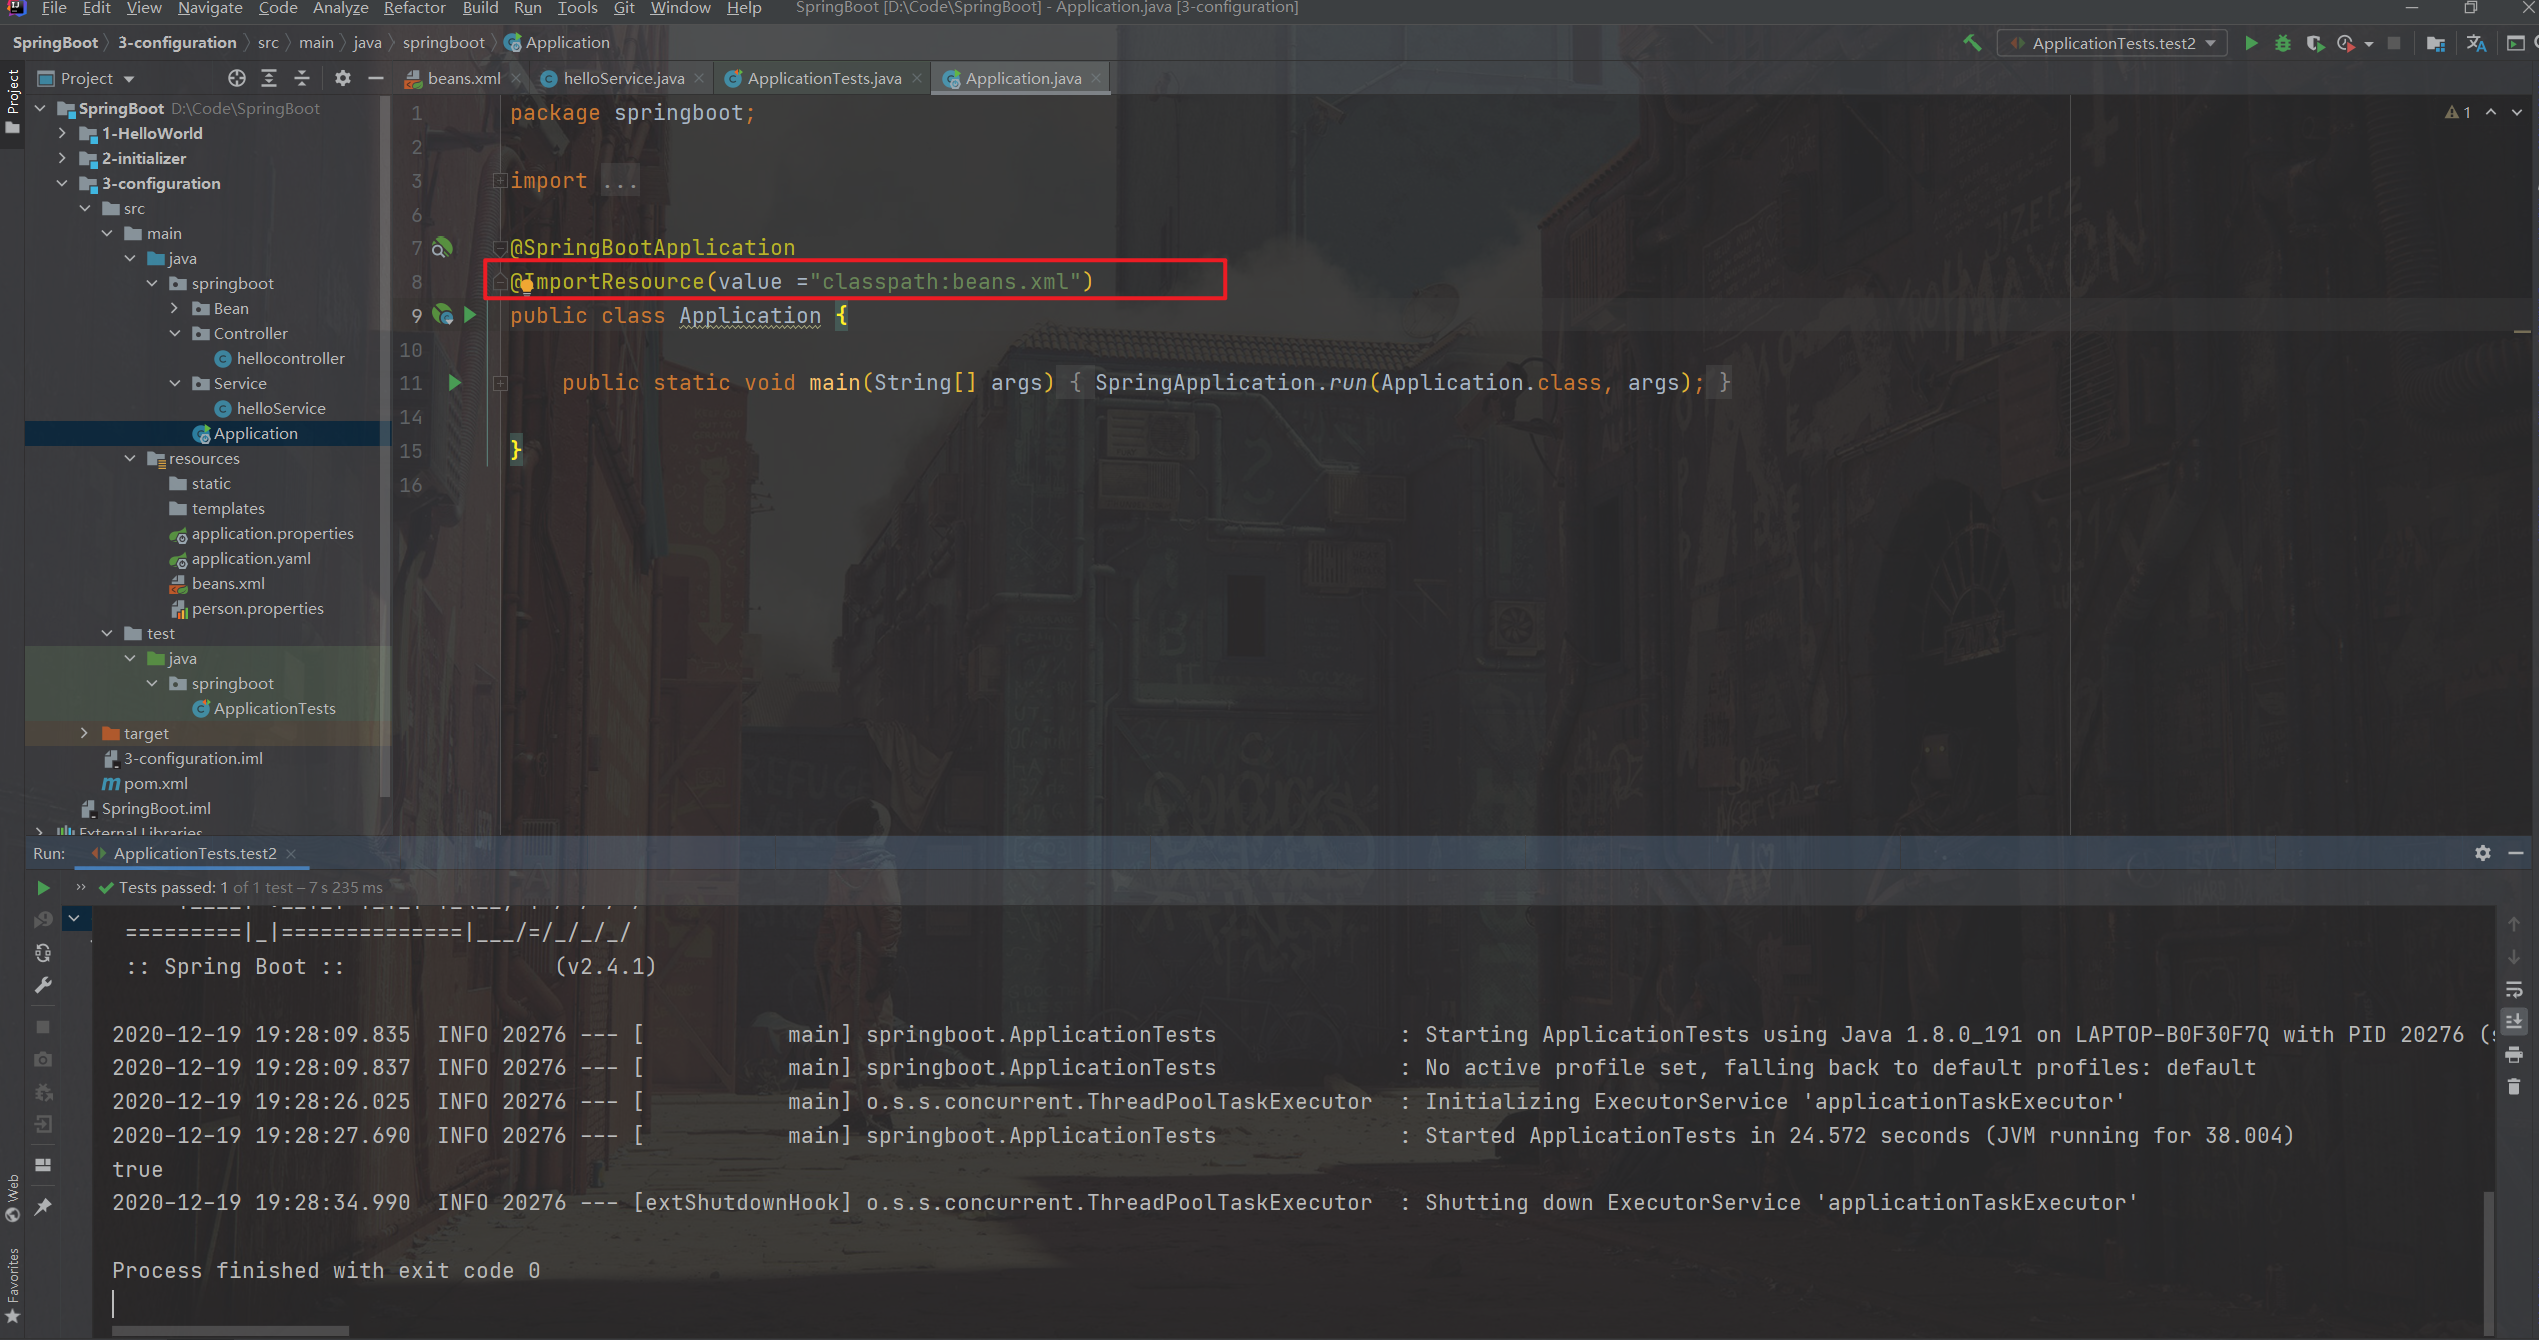 File Edit View Navigate Code Analyze Refactor Build Run Tools Git Window Help SpringBoot [D:\Code\SpringBoot] - Application.java [3-configuration]
SpringBoot 3-configuration src main java springboot Application
ApplicationTests.test2
Project
Project
beans.xml helloService.java ApplicationTests.java Application.java
SpringBoot D:\Code\SpringBoot
1-HelloWorld
2-initializer
3-configuration
src
main
java
springboot
Bean
Controller
hellocontroller
Service
helloService
Application
resources
static
templates
application.properties
application.yaml
beans.xml
person.properties
test
java
springboot
ApplicationTests
target
3-configuration.iml
pom.xml
SpringBoot.iml
External Libraries
1 package springboot;
2
3 import ...
6
7 @SpringBootApplication
8 @ImportResource(value ="classpath:beans.xml")
9 public class Application {
10
11 public static void main(String[] args) { SpringApplication.run(Application.class, args); }
14
15 }
16
1
Run: ApplicationTests.test2
Tests passed: 1 of 1 test – 7 s 235 ms
=========|_|==============|___/=/_/_/_/
:: Spring Boot :: (v2.4.1)
2020-12-19 19:28:09.835 INFO 20276 --- [ main] springboot.ApplicationTests : Starting ApplicationTests using Java 1.8.0_191 on LAPTOP-B0F30F7Q with PID 20276 (
2020-12-19 19:28:09.837 INFO 20276 --- [ main] springboot.ApplicationTests : No active profile set, falling back to default profiles: default
2020-12-19 19:28:26.025 INFO 20276 --- [ main] o.s.s.concurrent.ThreadPoolTaskExecutor : Initializing ExecutorService 'applicationTaskExecutor'
2020-12-19 19:28:27.690 INFO 20276 --- [ main] springboot.ApplicationTests : Started ApplicationTests in 24.572 seconds (JVM running for 38.004)
true
2020-12-19 19:28:34.990 INFO 20276 --- [extShutdownHook] o.s.s.concurrent.ThreadPoolTaskExecutor : Shutting down ExecutorService 'applicationTaskExecutor'
Process finished with exit code 0
Web
Favorites